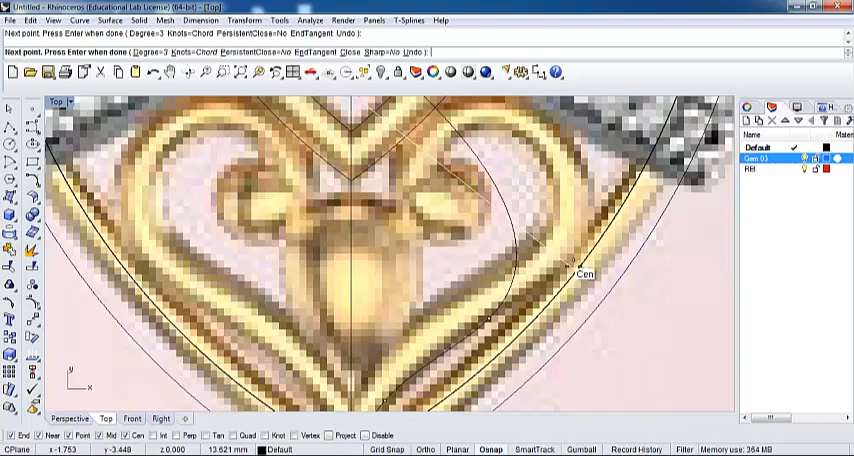 Untitled - Rhinoceros (Educational Lab License) (64-bit) - [Top]
File Edit View Curve Surface Solid Mesh Dimension Transform Tools Analyze Render Panels T-Splines Help
Next point. Press Enter when done ( Degree=3 Knots=Chord PersistentClose=No EndTangent Undo ):
Next point. Press Enter when done ( Degree=3 Knots=Chord PersistentClose=No EndTangent Close Sharp=No Undo ):
Top
H...
Name Mater
Default
Gem 03
Cen
y
x
Perspective Top Front Right
End Near Point Mid Cen Int Perp Tan Quad Knot Vertex Project Disable
CPlane x -1.753 y -3.448 z 0.000 13.621 mm Default Grid Snap Ortho Planar Osnap SmartTrack Gumball Record History Filter Memory use: 364 MB